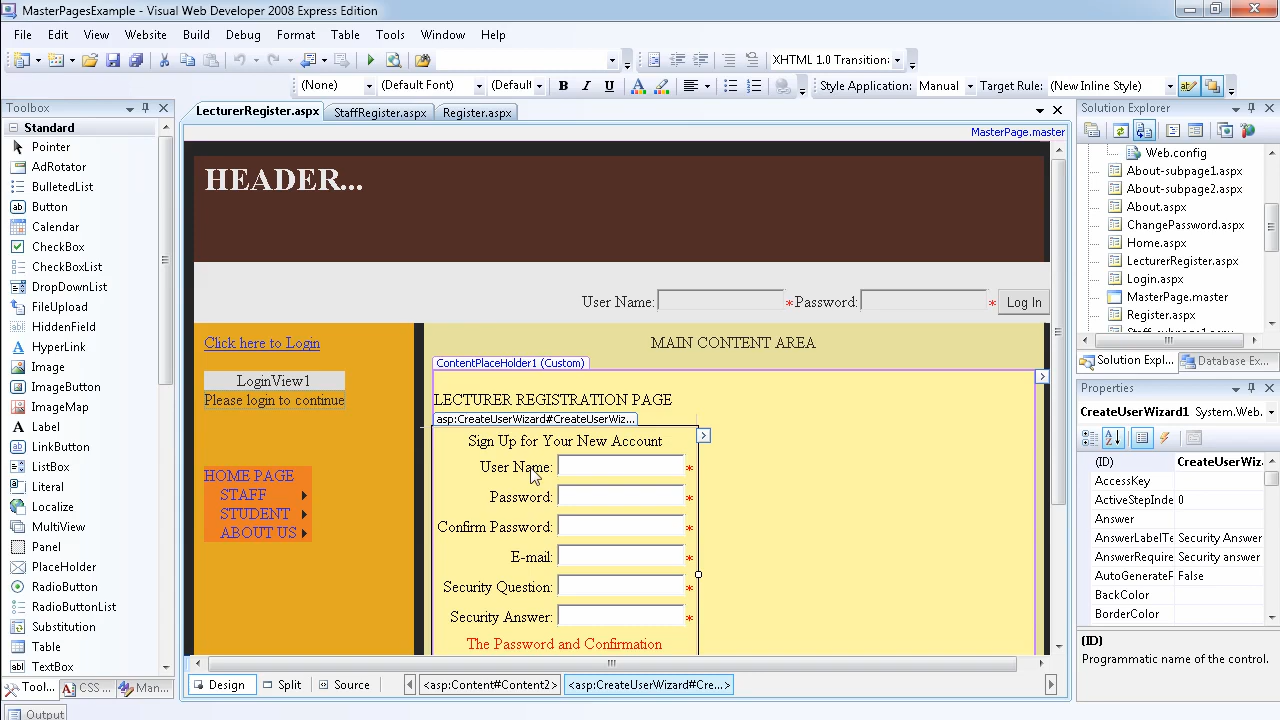 MasterPagesExample - Visual Web Developer 2008 Express Edition
File Edit View Website Build Debug Format Table Tools Window Help
XHTML 1.0 Transition:
(None) (Default Font) (Default B I U A Style Application: Manual Target Rule: (New Inline Style)
Toolbox
Standard
Pointer
AdRotator
BulletedList
Button
Calendar
CheckBox
CheckBoxList
DropDownList
FileUpload
HiddenField
HyperLink
Image
ImageButton
ImageMap
Label
LinkButton
ListBox
Literal
Localize
MultiView
Panel
PlaceHolder
RadioButton
RadioButtonList
Substitution
Table
TextBox
Tool... CSS ... Man...
Output
LecturerRegister.aspx StaffRegister.aspx Register.aspx
MasterPage.master
HEADER...
User Name: * Password: * Log In
Click here to Login
LoginView1
Please login to continue
HOME PAGE
STAFF
STUDENT
ABOUT US
MAIN CONTENT AREA
ContentPlaceHolder1 (Custom)
LECTURER REGISTRATION PAGE
asp:CreateUserWizard#CreateUserWiz...
Sign Up for Your New Account
User Name: *
Password: *
Confirm Password: *
E-mail: *
Security Question: *
Security Answer: *
The Password and Confirmation
Design Split Source <asp:Content#Content2> <asp:CreateUserWizard#Cr...>
Solution Explorer
Web.config
About-subpage1.aspx
About-subpage2.aspx
About.aspx
ChangePassword.aspx
Home.aspx
LecturerRegister.aspx
Login.aspx
MasterPage.master
Register.aspx
Staff-subpage1.aspx
Solution Expl... Database Ex...
Properties
CreateUserWizard1 System.Web.
(ID) CreateUserWiz
AccessKey
ActiveStepInde 0
Answer
AnswerLabelTe Security Answer
AnswerRequire Security answer
AutoGenerateF False
BackColor
BorderColor
(ID)
Programmatic name of the control.